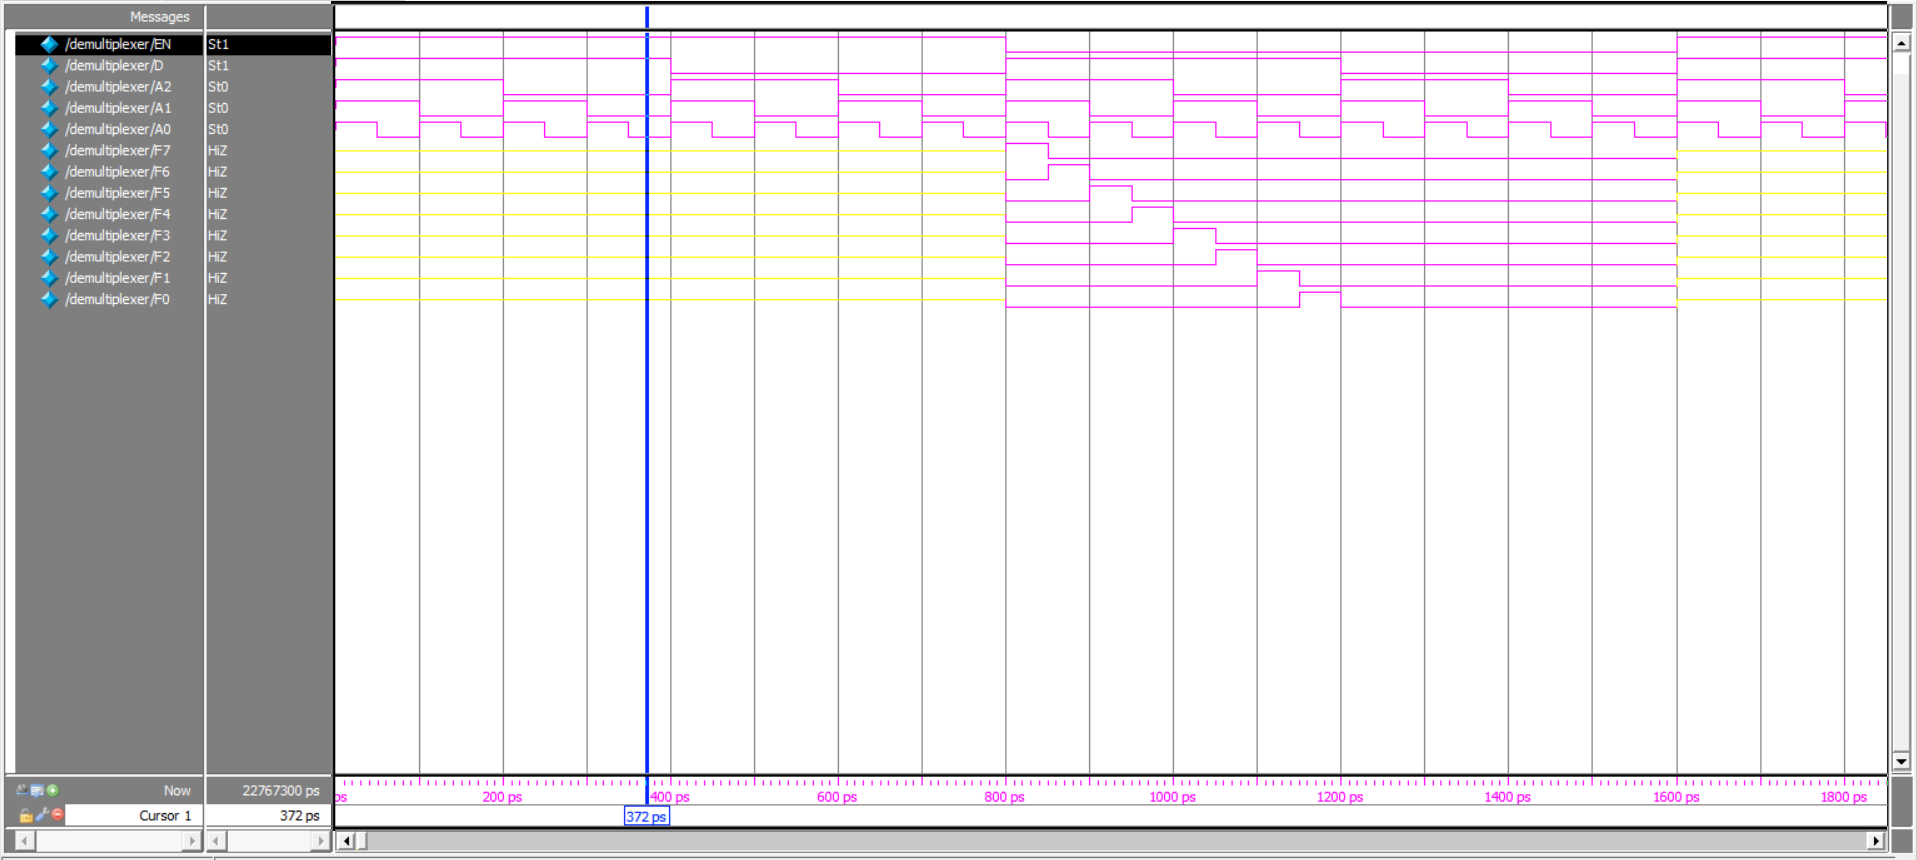 Messages
/demultiplexer/EN St1
/demultiplexer/D St1
/demultiplexer/A2 St0
/demultiplexer/A1 St0
/demultiplexer/A0 St0
/demultiplexer/F7 HiZ
/demultiplexer/F6 HiZ
/demultiplexer/F5 HiZ
/demultiplexer/F4 HiZ
/demultiplexer/F3 HiZ
/demultiplexer/F2 HiZ
/demultiplexer/F1 HiZ
/demultiplexer/F0 HiZ
Now 22767300 ps ps 200 ps 400 ps 600 ps 800 ps 1000 ps 1200 ps 1400 ps 1600 ps 1800 ps
Cursor 1 372 ps 372 ps